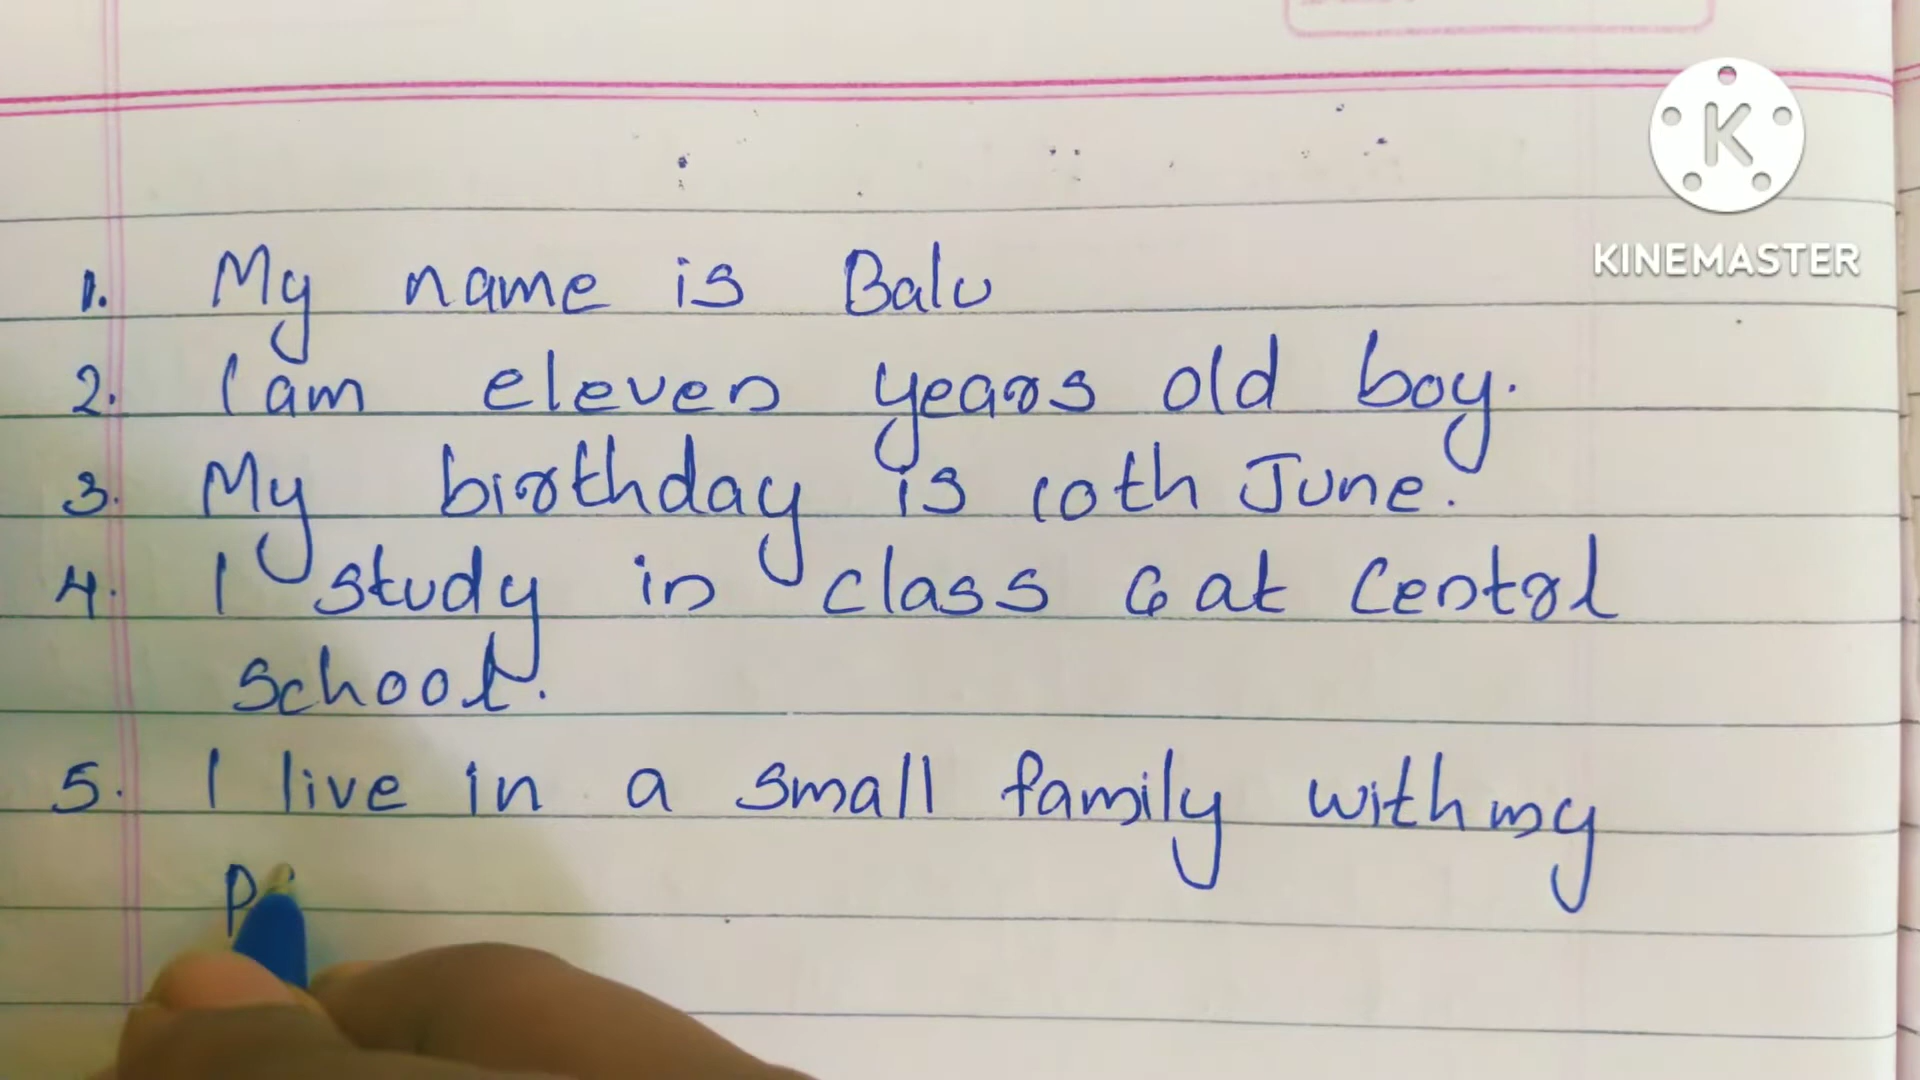 KINEMASTER
1. My name is Balu
2. I am eleven years old boy.
3. My birthday is 10th June.
4. I study in class 6 at Centrl
School.
5. I live in a small family with my
P